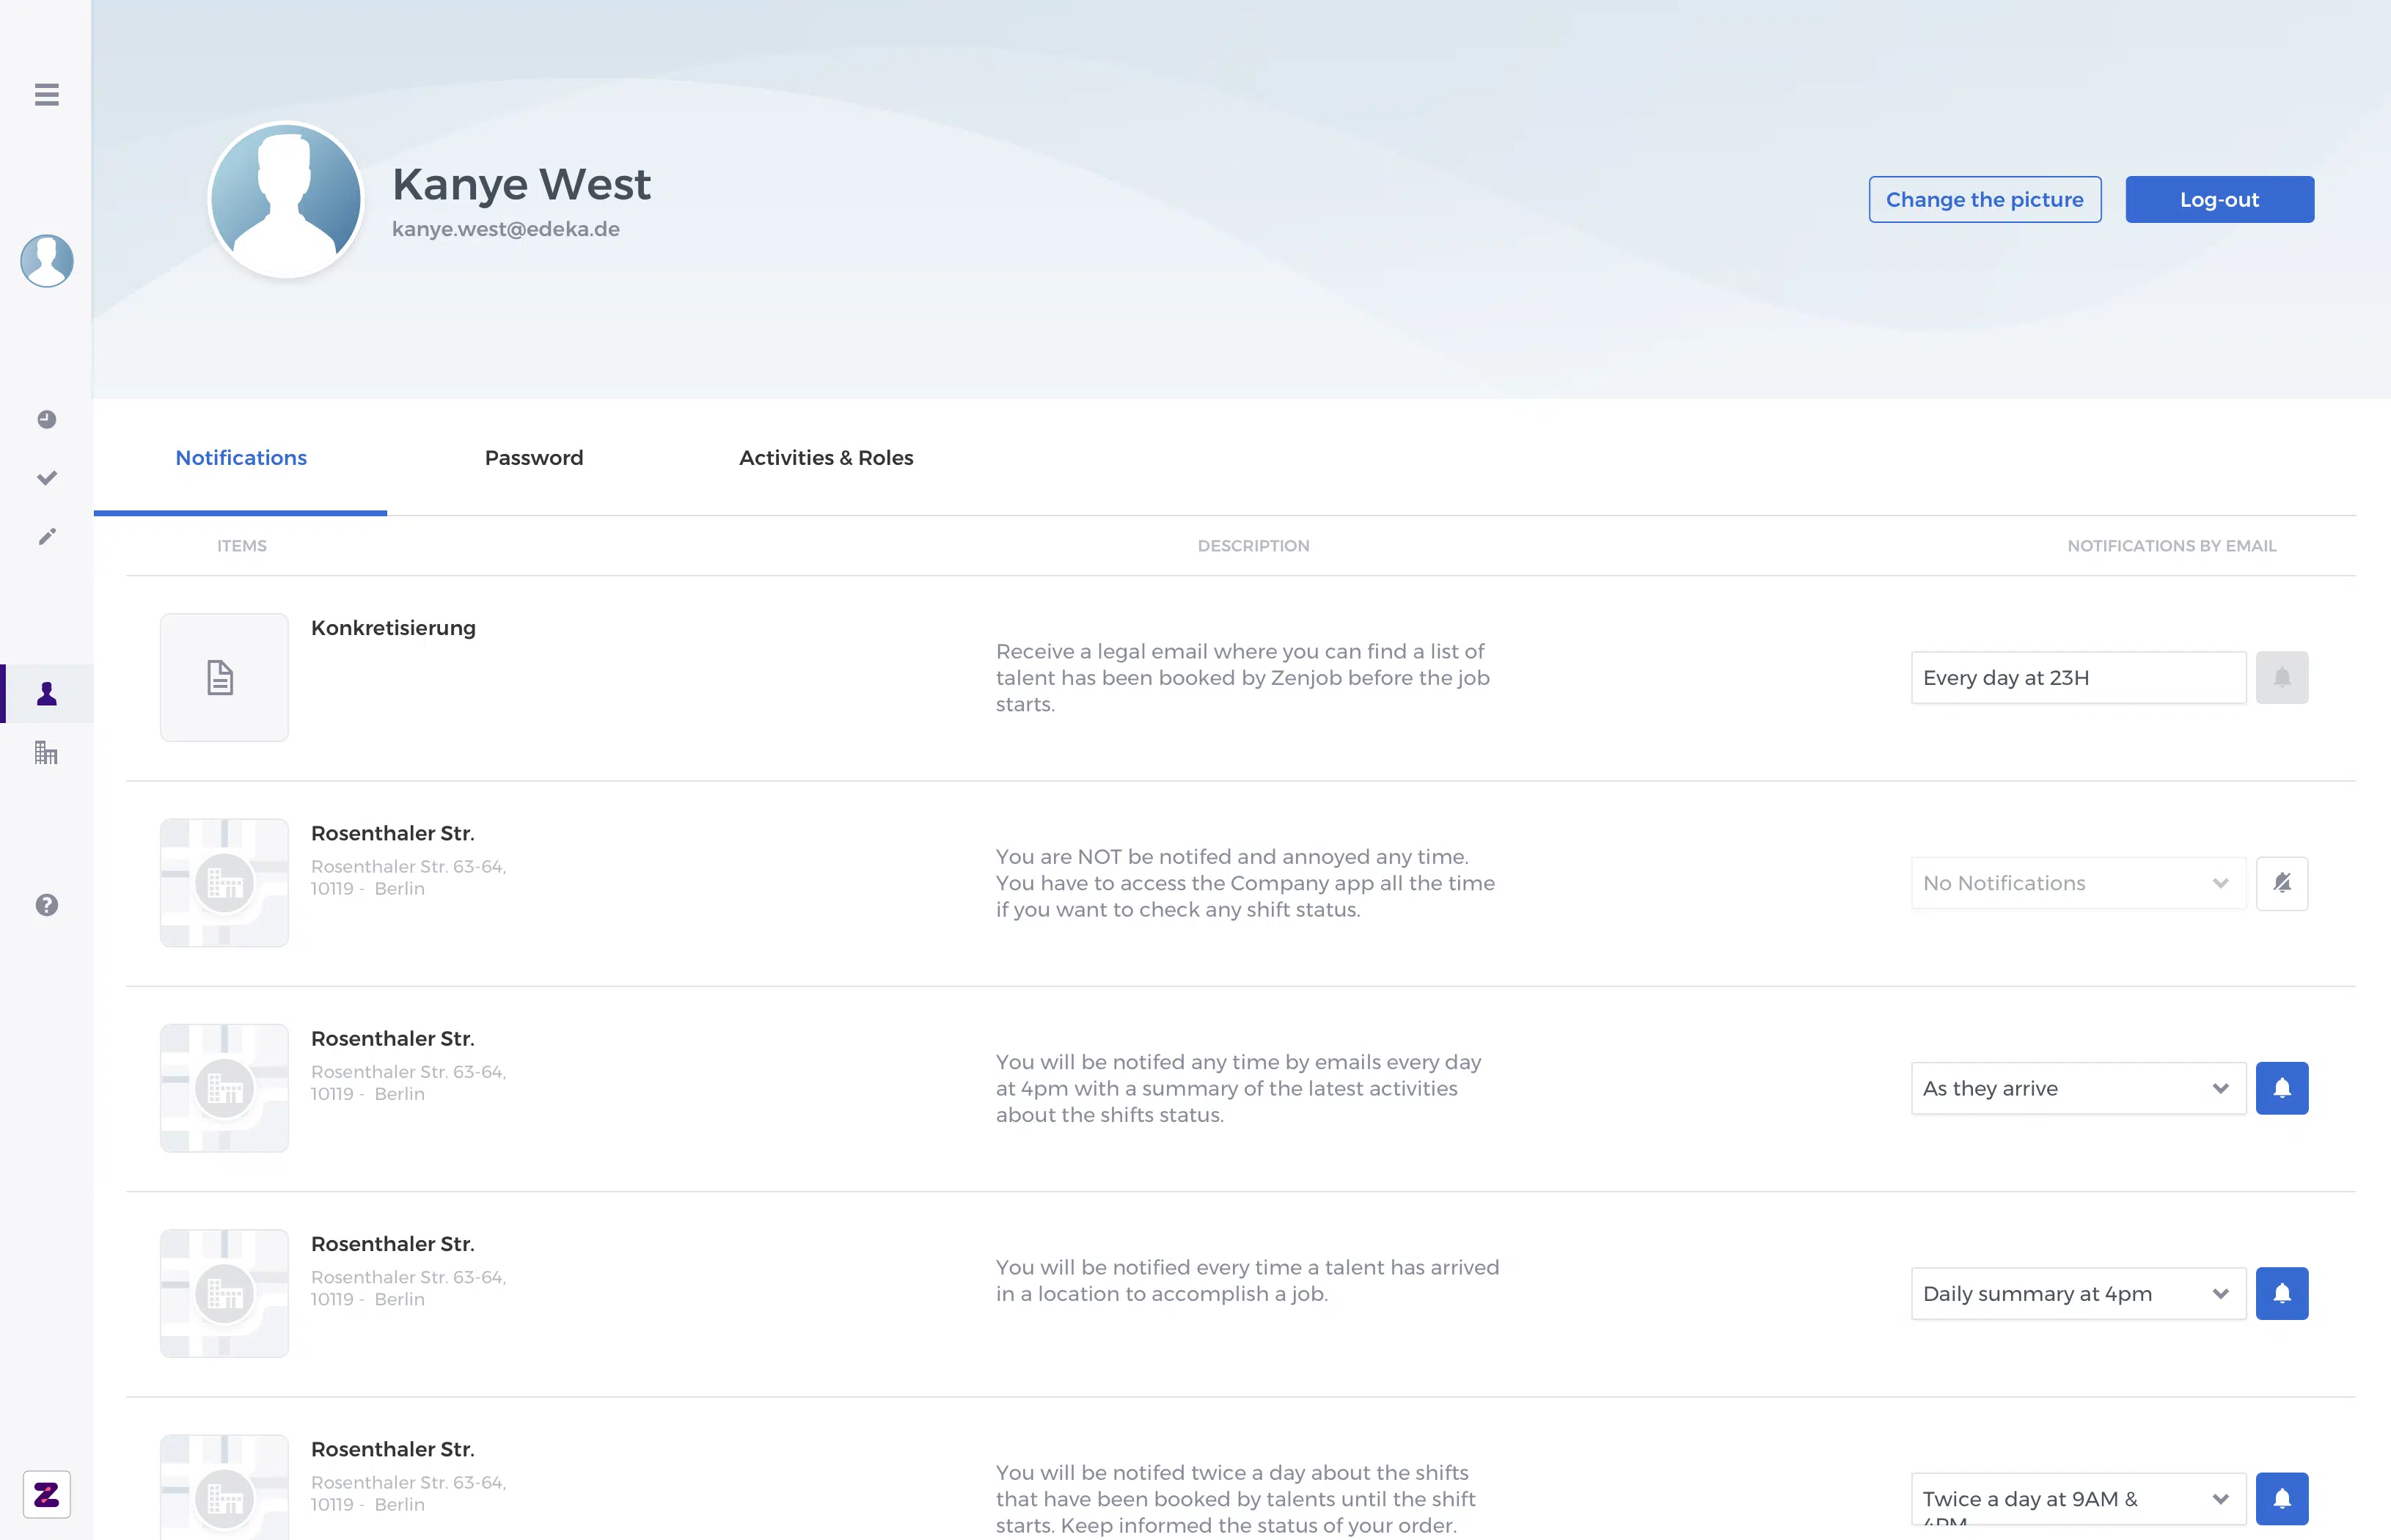 Kanye West
kanye.west@edeka.de
Change the picture
Log-out
Notifications
Password
Activities & Roles
ITEMS
DESCRIPTION
NOTIFICATIONS BY EMAIL
Konkretisierung
Receive a legal email where you can find a list of
talent has been booked by Zenjob before the job
starts.
Every day at 23H
Rosenthaler Str.
Rosenthaler Str. 63-64,
10119 - Berlin
You are NOT be notifed and annoyed any time.
You have to access the Company app all the time
if you want to check any shift status.
No Notifications
Rosenthaler Str.
Rosenthaler Str. 63-64,
10119 - Berlin
You will be notifed any time by emails every day
at 4pm with a summary of the latest activities
about the shifts status.
As they arrive
Rosenthaler Str.
Rosenthaler Str. 63-64,
10119 - Berlin
You will be notified every time a talent has arrived
in a location to accomplish a job.
Daily summary at 4pm
Rosenthaler Str.
Rosenthaler Str. 63-64,
10119 - Berlin
You will be notifed twice a day about the shifts
that have been booked by talents until the shift
starts. Keep informed the status of your order.
Twice a day at 9AM &
4PM
Z